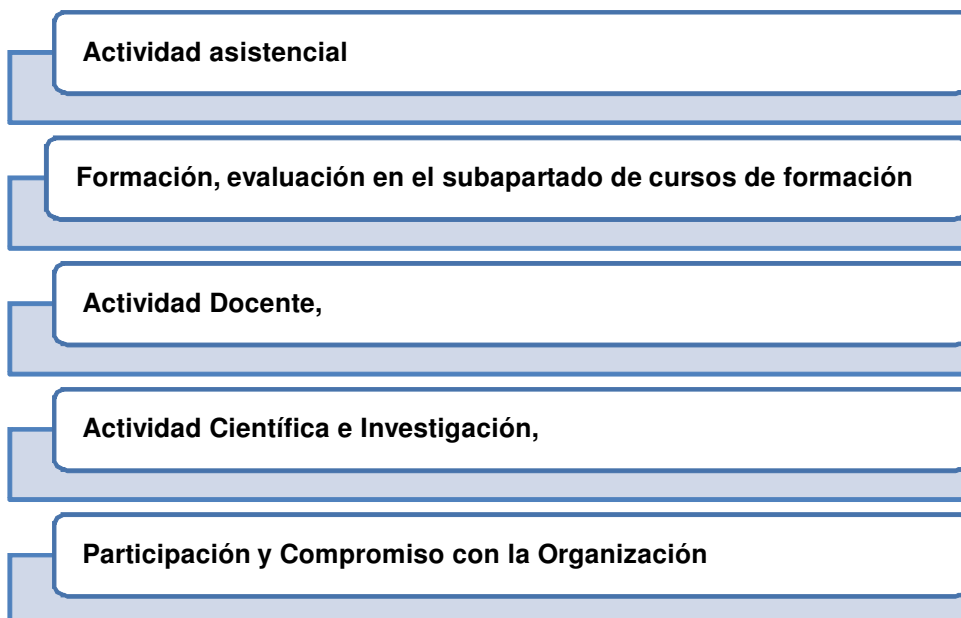 Actividad asistencial
Formación, evaluación en el subapartado de cursos de formación
Actividad Docente,
Actividad Científica e Investigación,
Participación y Compromiso con la Organización